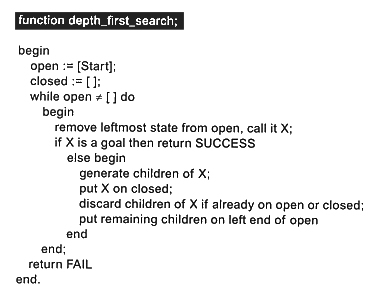 function depth_first_search;
begin
open := [Start];
closed := [ ];
while open ≠ [ ] do
begin
remove leftmost state from open, call it X;
if X is a goal then return SUCCESS
else begin
generate children of X;
put X on closed;
discard children of X if already on open or closed;
put remaining children on left end of open
end
end;
return FAIL
end.